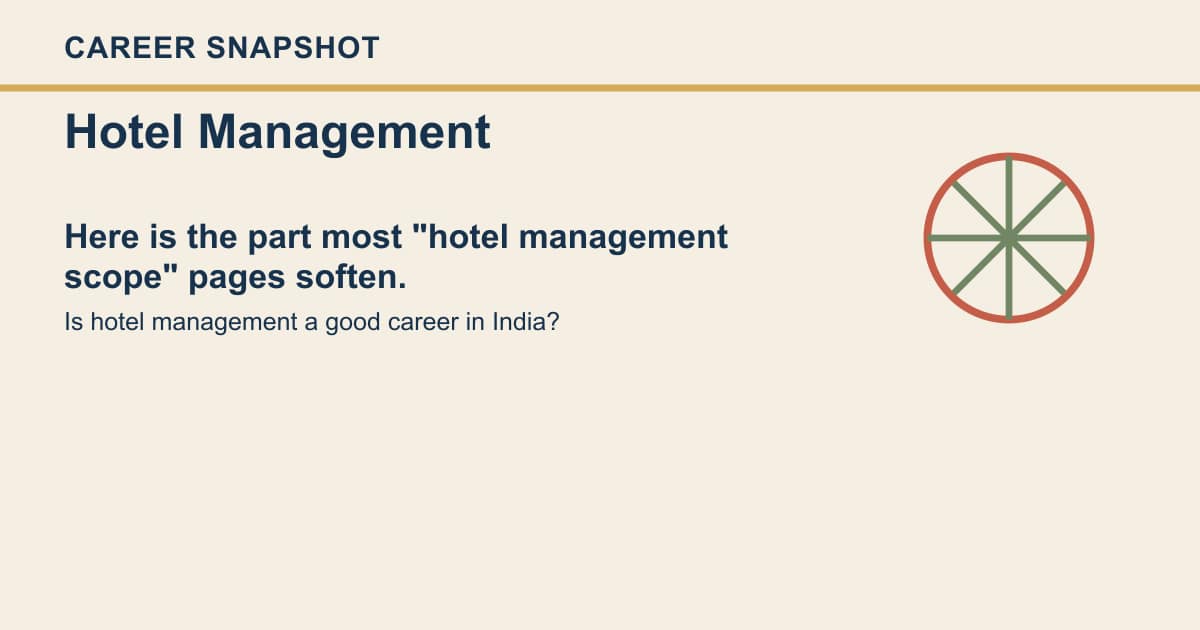 CAREER SNAPSHOT
Hotel Management
Here is the part most "hotel management
scope" pages soften.
Is hotel management a good career in India?